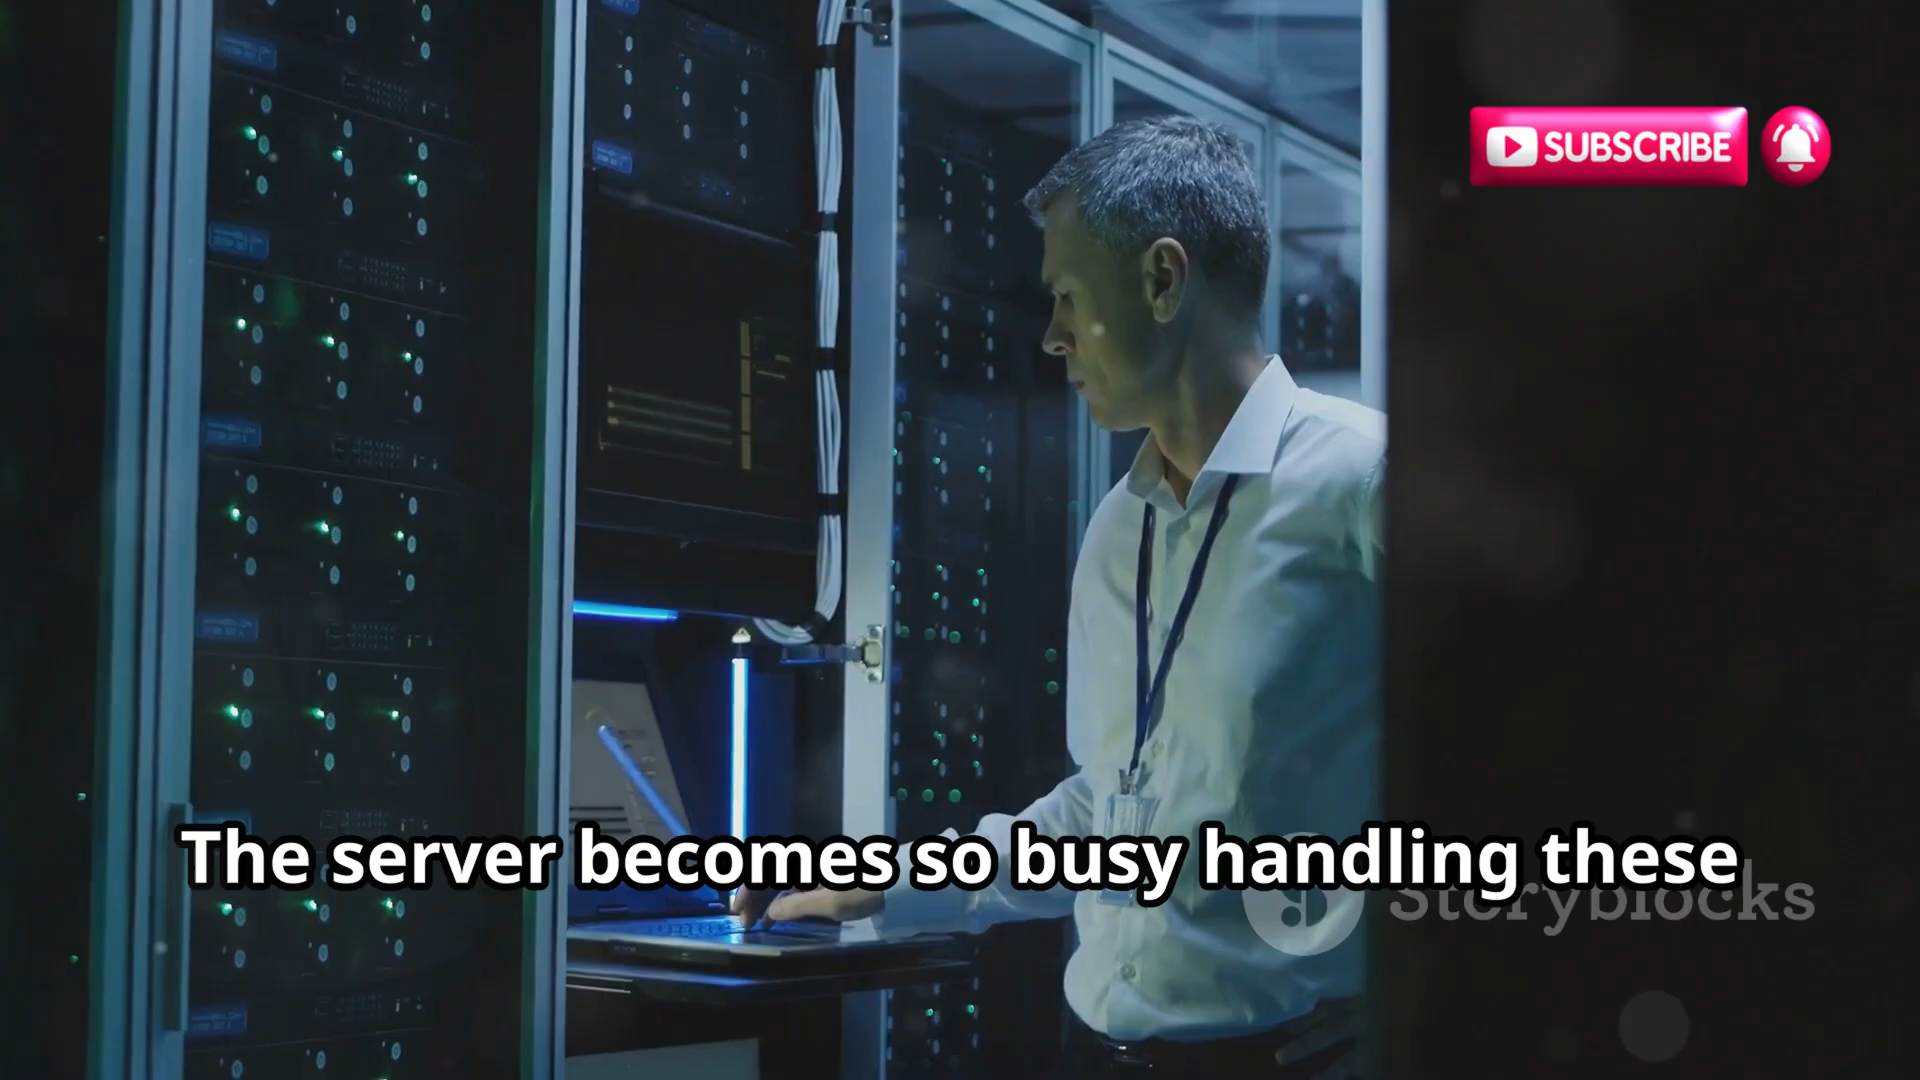 SUBSCRIBE
The server becomes so busy handling these
Storyblocks